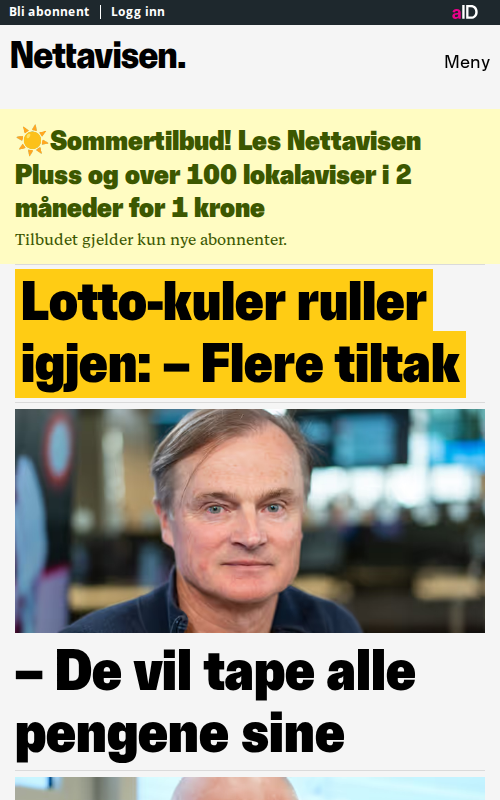 Bli abonnent | Logg inn
aID
Nettavisen.
Meny
☀️Sommertilbud! Les Nettavisen
Pluss og over 100 lokalaviser i 2
måneder for 1 krone
Tilbudet gjelder kun nye abonnenter.
Lotto-kuler ruller
igjen: – Flere tiltak
– De vil tape alle
pengene sine